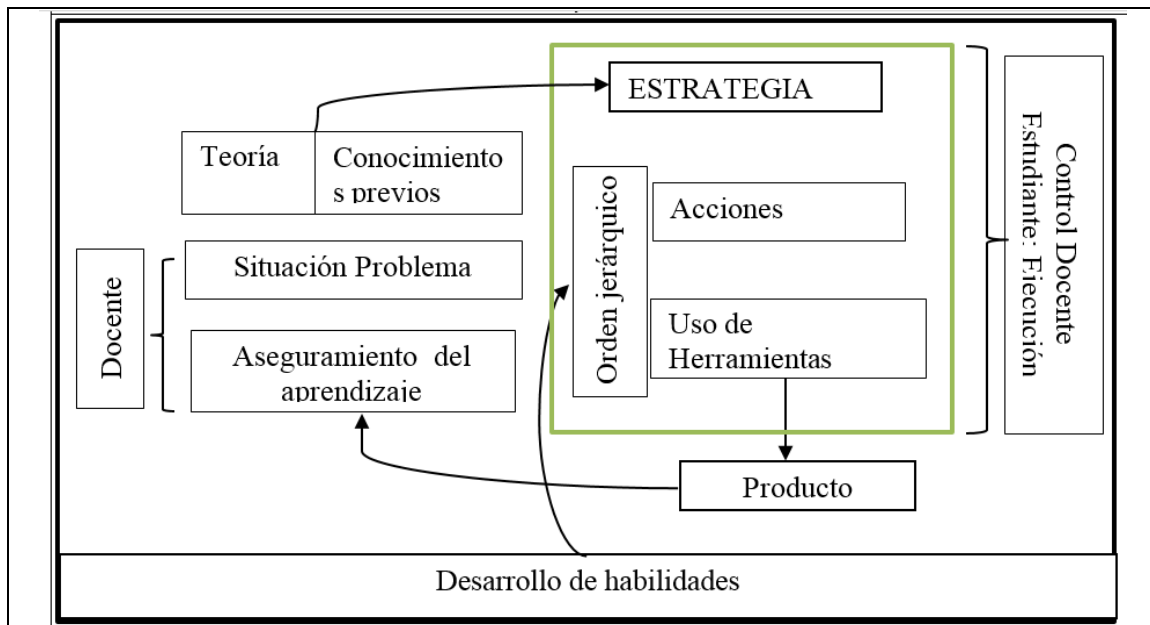 ESTRATEGIA
Teoría
Conocimiento
s previos
Situación Problema
Aseguramiento del
aprendizaje
Docente
Orden jerárquico
Acciones
Uso de
Herramientas
Control Docente
Estudiante: Ejecución
Producto
Desarrollo de habilidades